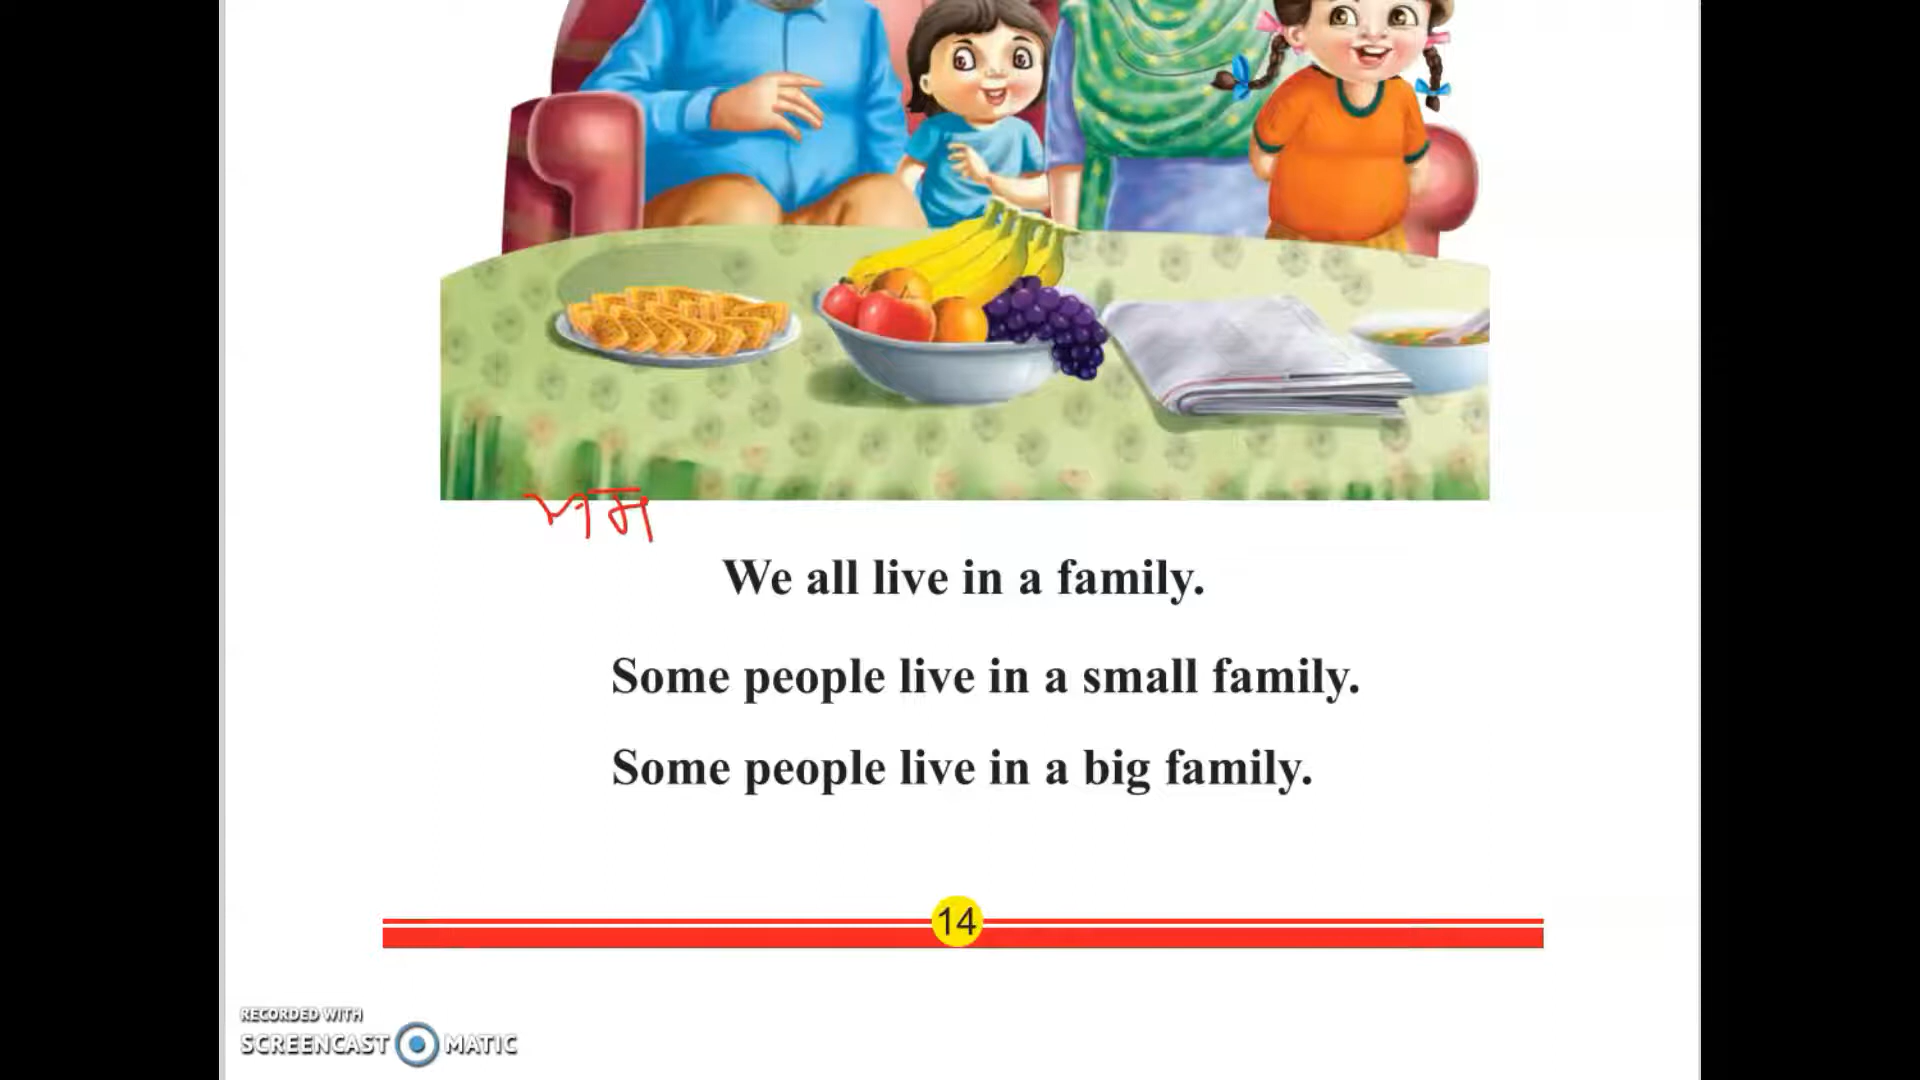 We all live in a family.
Some people live in a small family.
Some people live in a big family.
14
RECORDED WITH
SCREENCAST MATIC